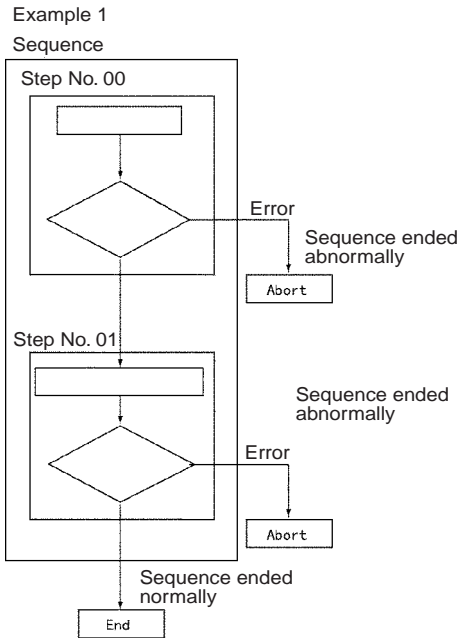 Example 1
Sequence
Step No. 00
Error
Sequence ended
abnormally
Abort
Step No. 01
Sequence ended
abnormally
Error
Abort
Sequence ended
normally
End